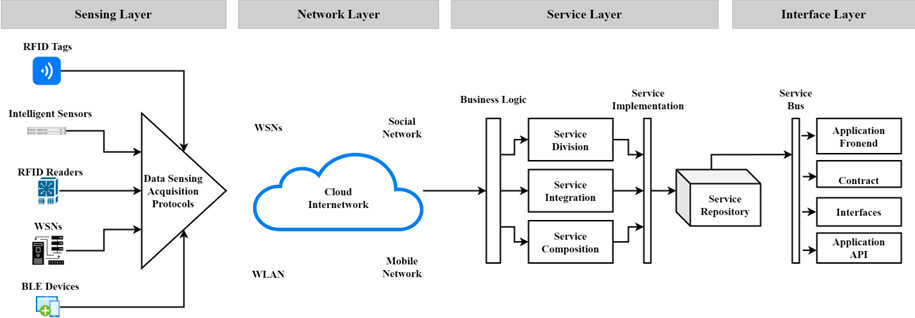 Sensing Layer
Network Layer
Service Layer
Interface Layer
RFID Tags
Intelligent Sensors
RFID Readers
WSNs
BLE Devices
Data Sensing
Acquisition
Protocols
WSNs
Social
Network
Cloud
Internetwork
WLAN
Mobile
Network
Business Logic
Service
Division
Service
Integration
Service
Composition
Service
Implementation
Service
Repository
Service
Bus
Application
Fronend
Contract
Interfaces
Application
API